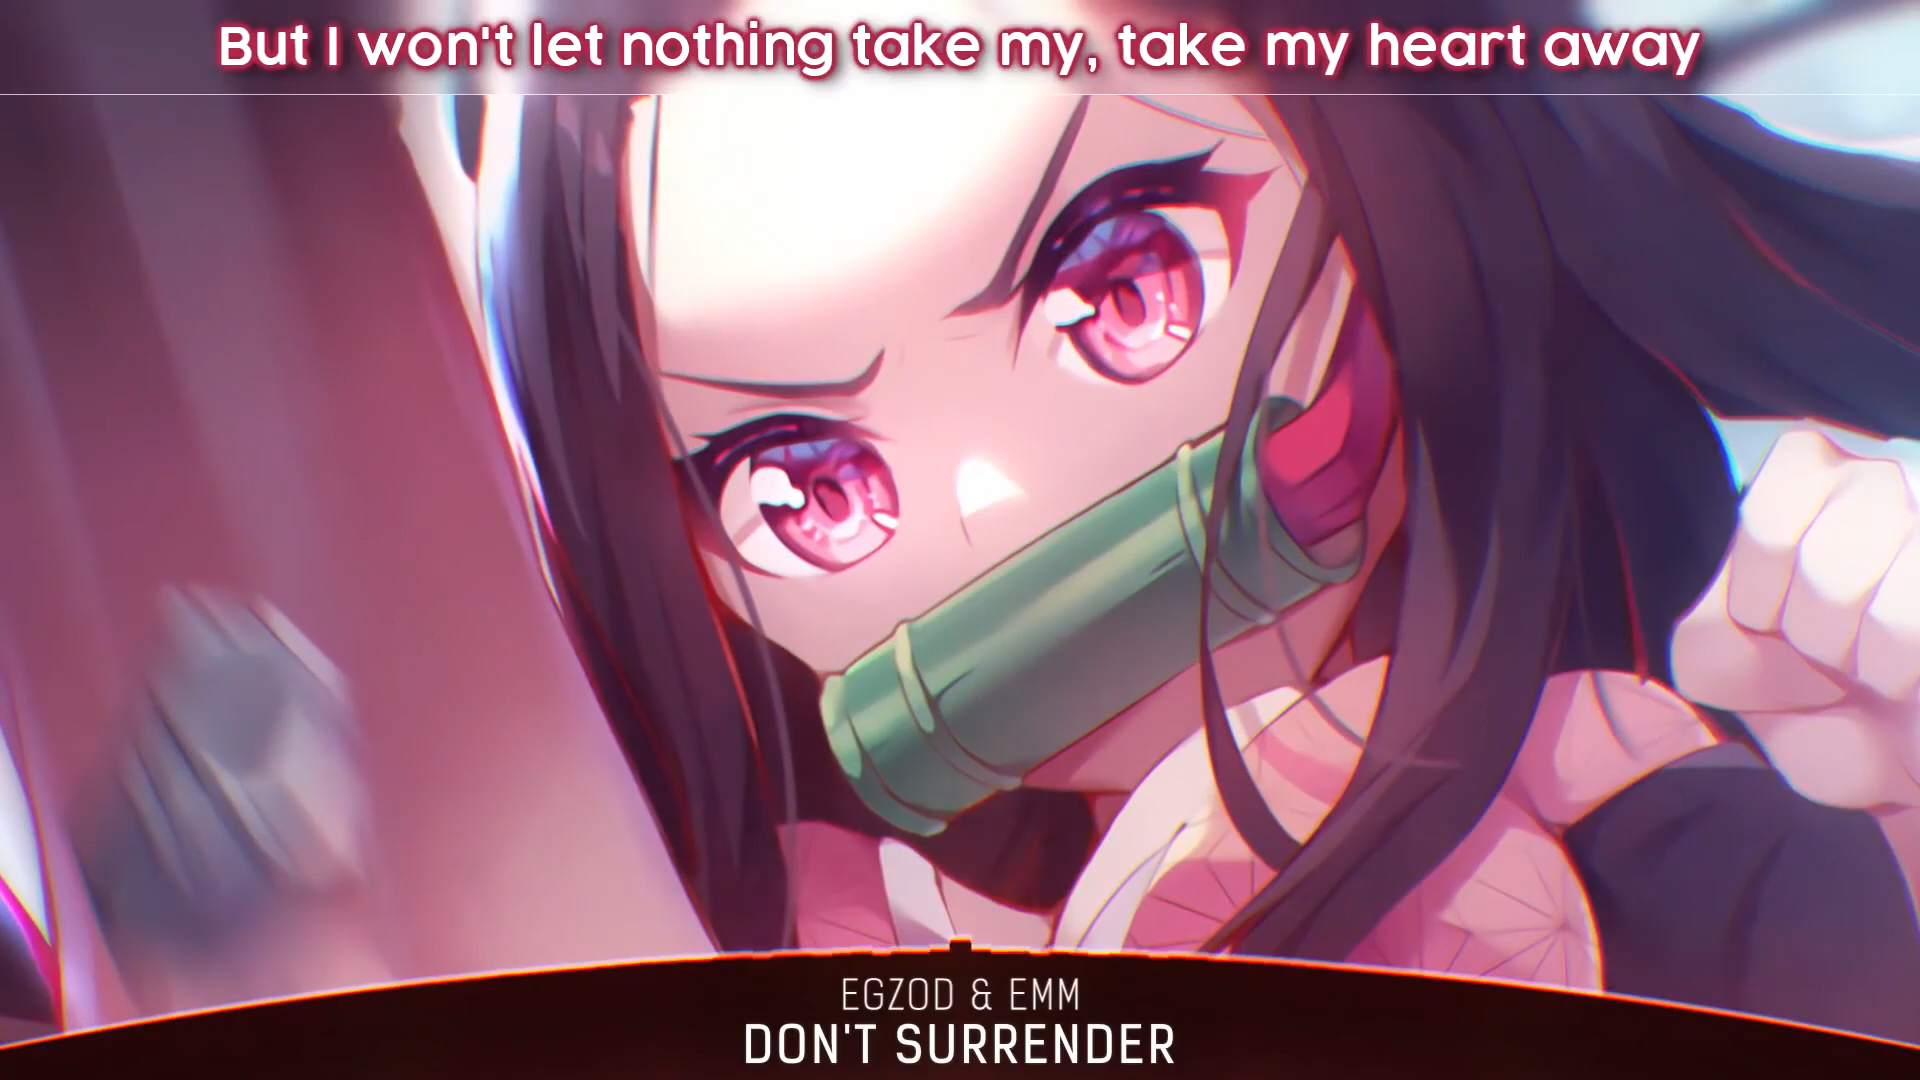 But I won't let nothing take my, take my heart away
EGZOD & EMM
DON'T SURRENDER